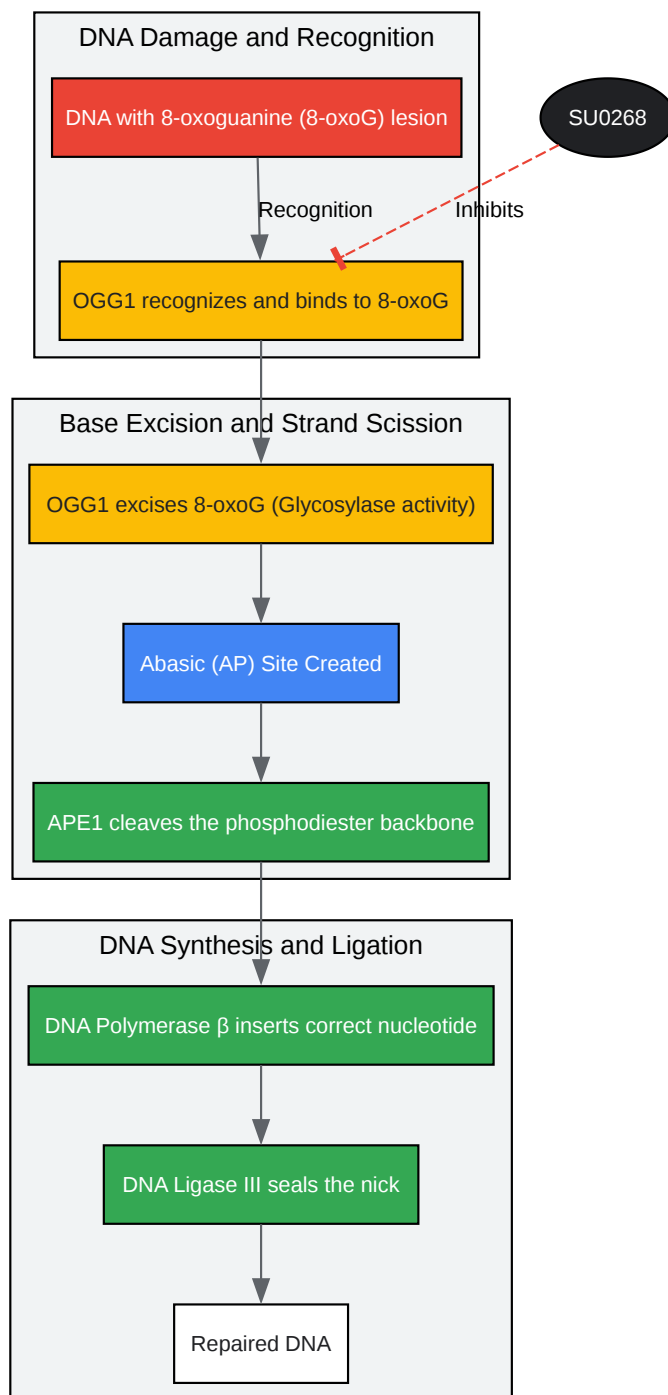 DNA Damage and Recognition
DNA with 8-oxoguanine (8-oxoG) lesion
SU0268
Recognition
Inhibits
OGG1 recognizes and binds to 8-oxoG
Base Excision and Strand Scission
OGG1 excises 8-oxoG (Glycosylase activity)
Abasic (AP) Site Created
APE1 cleaves the phosphodiester backbone
DNA Synthesis and Ligation
DNA Polymerase β inserts correct nucleotide
DNA Ligase III seals the nick
Repaired DNA